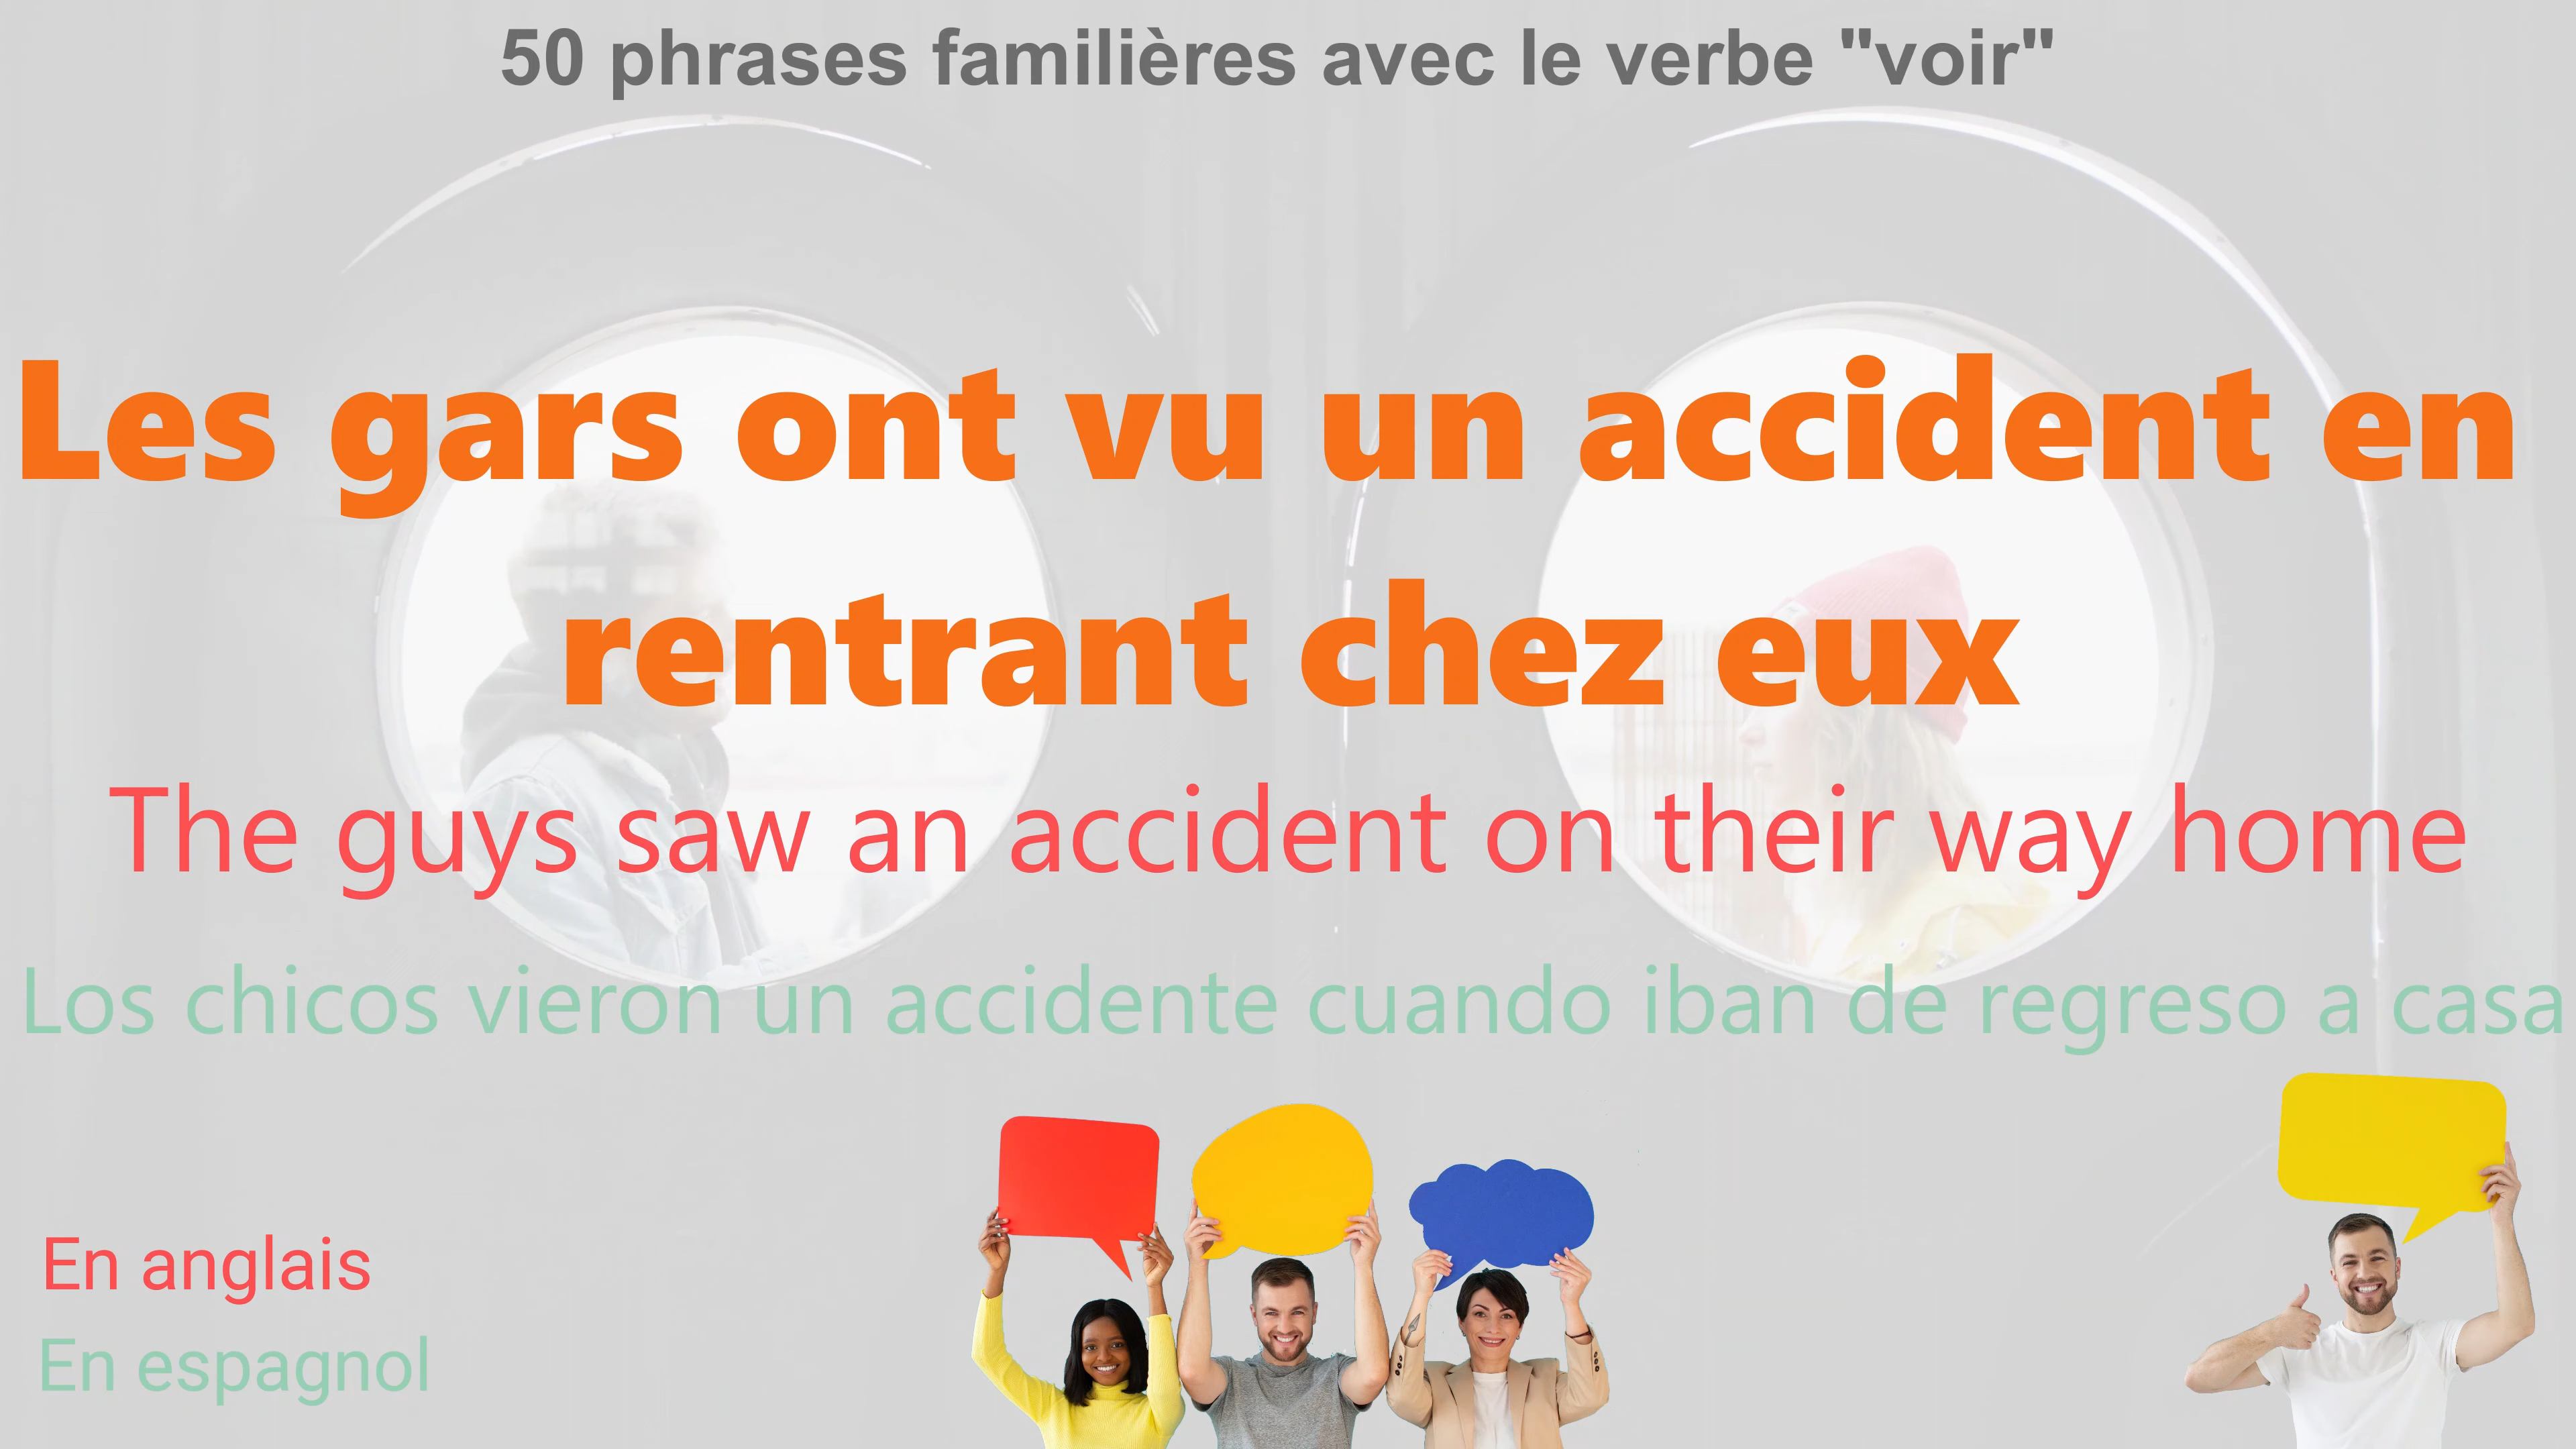 50 phrases familières avec le verbe "voir"
Les gars ont vu un accident en
rentrant chez eux
The guys saw an accident on their way home
Los chicos vieron un accidente cuando iban de regreso a casa
En anglais
En espagnol